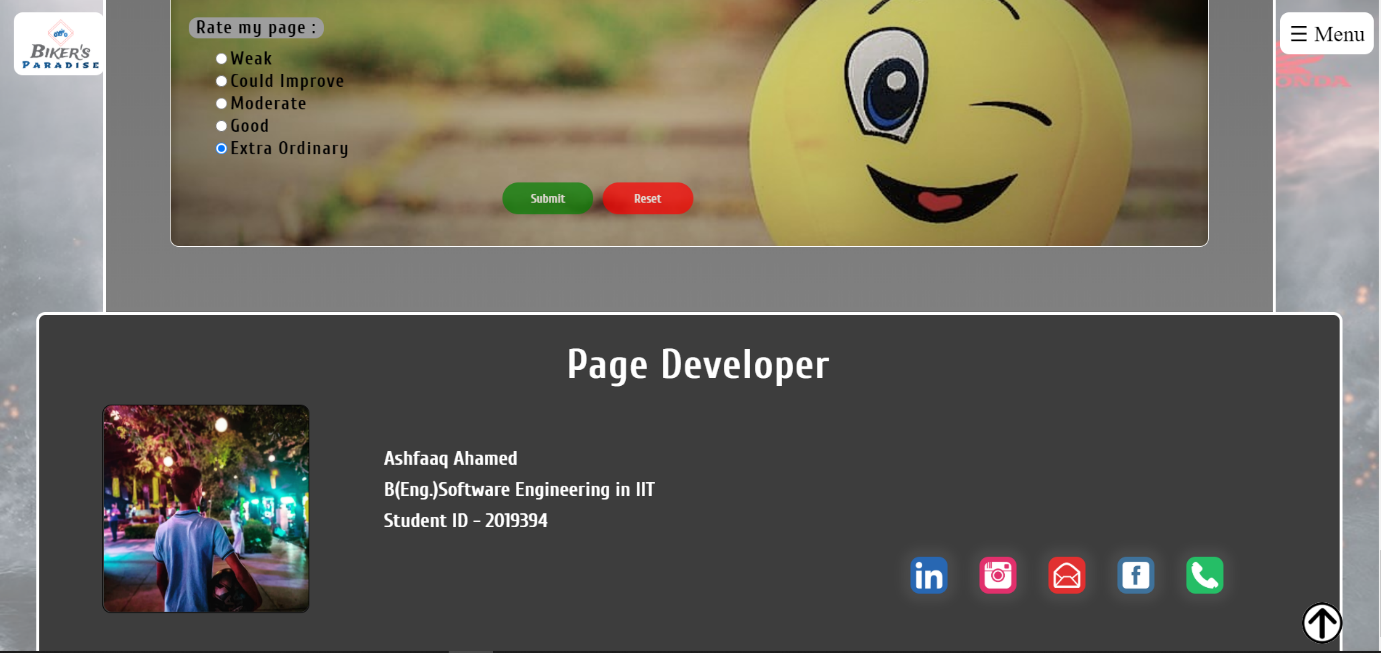 BIKER'S
PARADISE
☰ Menu
Rate my page :
Weak
Could Improve
Moderate
Good
Extra Ordinary
Submit
Reset
Page Developer
Ashfaaq Ahamed
B(Eng.)Software Engineering in IIT
Student ID - 2019394
in
f